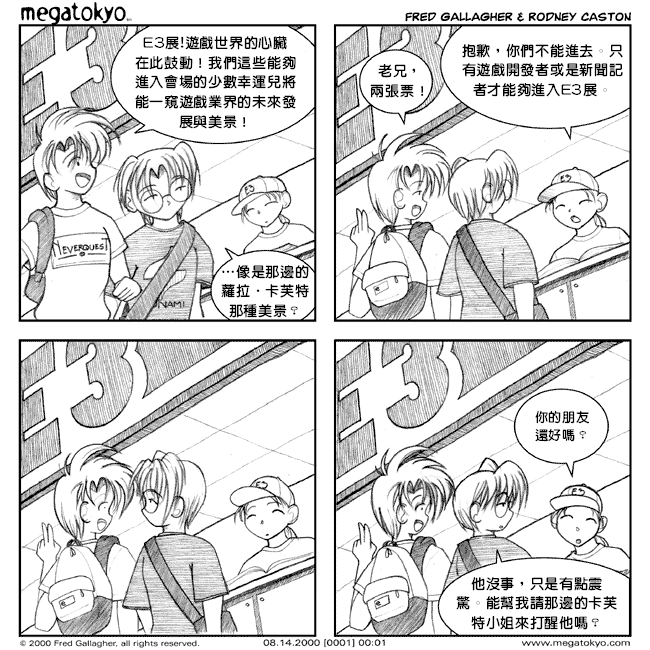 megatokyo
FRED GALLAGHER & RODNEY CASTON
E3展!遊戲世界的心臟
在此鼓動！我們這些能夠
進入會場的少數幸運兒將
能一窺遊戲業界的未來發
展與美景！
NEVERQUEST
…像是那邊的
蘿拉．卡芙特
那種美景？
老兄，
兩張票！
抱歉，你們不能進去。只
有遊戲開發者或是新聞記
者才能夠進入E3展。
E3
E3
你的朋友
還好嗎？
他沒事，只是有點震
驚。能幫我請那邊的卡芙
特小姐來打醒他嗎？
© 2000 Fred Gallagher, all rights reserved.
08.14.2000 [0001] 00:01
www.megatokyo.com